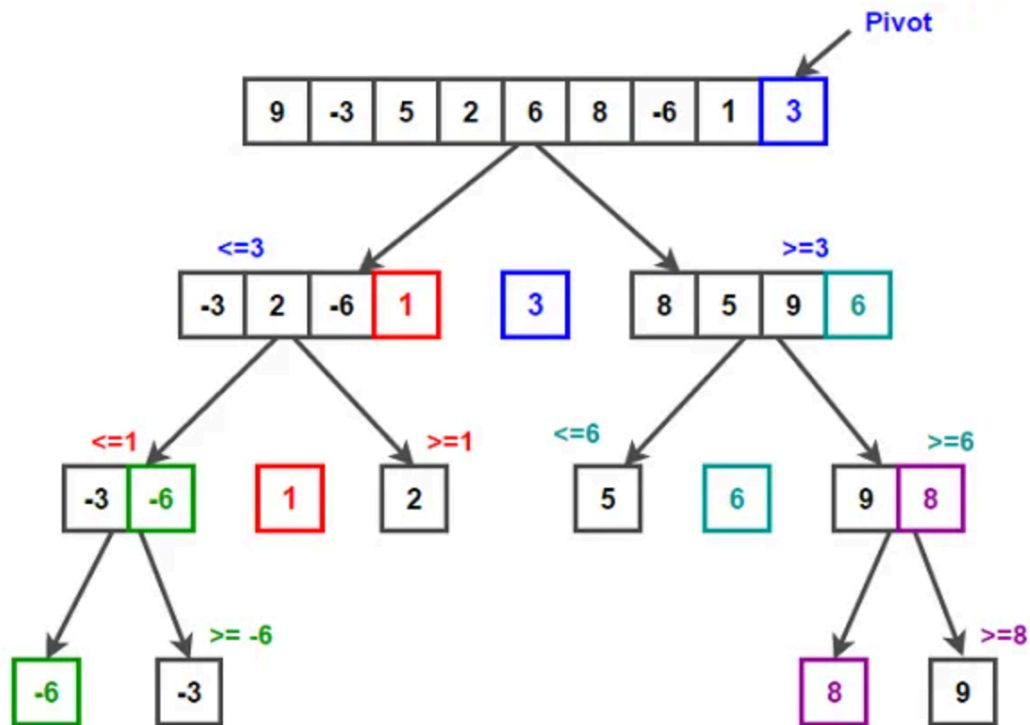 Pivot
9 -3 5 2 6 8 -6 1 3
<=3 >=3
-3 2 -6 1 3 8 5 9 6
<=1 >=1 <=6 >=6
-3 -6 1 2 5 6 9 8
>= -6 >=8
-6 -3 8 9